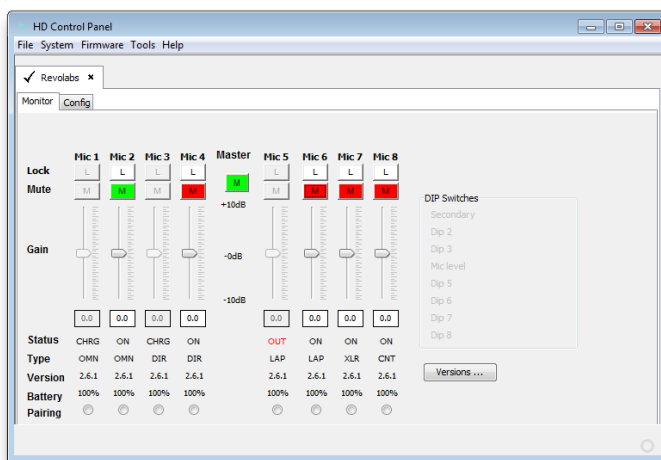 HD Control Panel
File System Firmware Tools Help
Revolabs ×
Monitor Config
Mic 1 Mic 2 Mic 3 Mic 4 Master Mic 5 Mic 6 Mic 7 Mic 8
Lock L L L L L L L L
Mute M M M M M M M M M
+10dB
DIP Switches
Secondary
Dip 2
Dip 3
Gain -0dB
Mic level
Dip 5
-10dB
Dip 6
0.0 0.0 0.0 0.0 0.0 0.0 0.0 0.0
Dip 7
Dip 8
Status CHRG ON CHRG ON OUT ON ON ON
Type OMN OMN DIR DIR LAP LAP XLR CNT
Version 2.6.1 2.6.1 2.6.1 2.6.1 2.6.1 2.6.1 2.6.1 2.6.1
Versions ...
Battery 100% 100% 100% 100% 100% 100% 100% 100%
Pairing